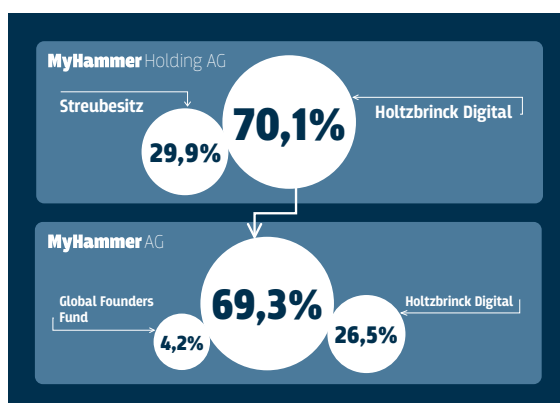 MyHammer Holding AG
Streubesitz
29,9%
70,1%
Holtzbrinck Digital
MyHammer AG
Global Founders
Fund
4,2%
69,3%
26,5%
Holtzbrinck Digital